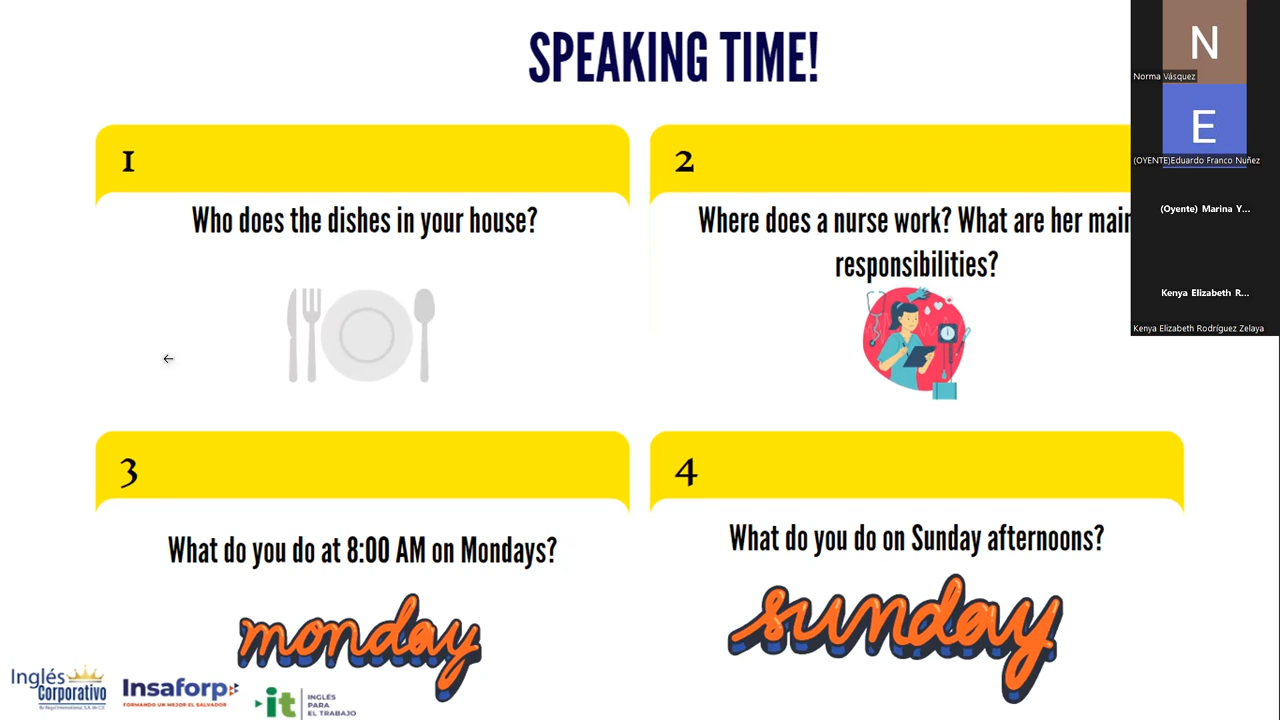 SPEAKING TIME!
1
Who does the dishes in your house?
2
Where does a nurse work? What are her main
responsibilities?
3
What do you do at 8:00 AM on Mondays?
monday
4
What do you do on Sunday afternoons?
sunday
Inglés
Corporativo
Insaforp
FORMANDO UN MEJOR EL SALVADOR
it
INGLÉS
PARA
EL TRABAJO
N
Norma Vásquez
E
(OYENTE)Eduardo Franco Nuñez
(Oyente) Marina Y...
Kenya Elizabeth R...
Kenya Elizabeth Rodríguez Zelaya